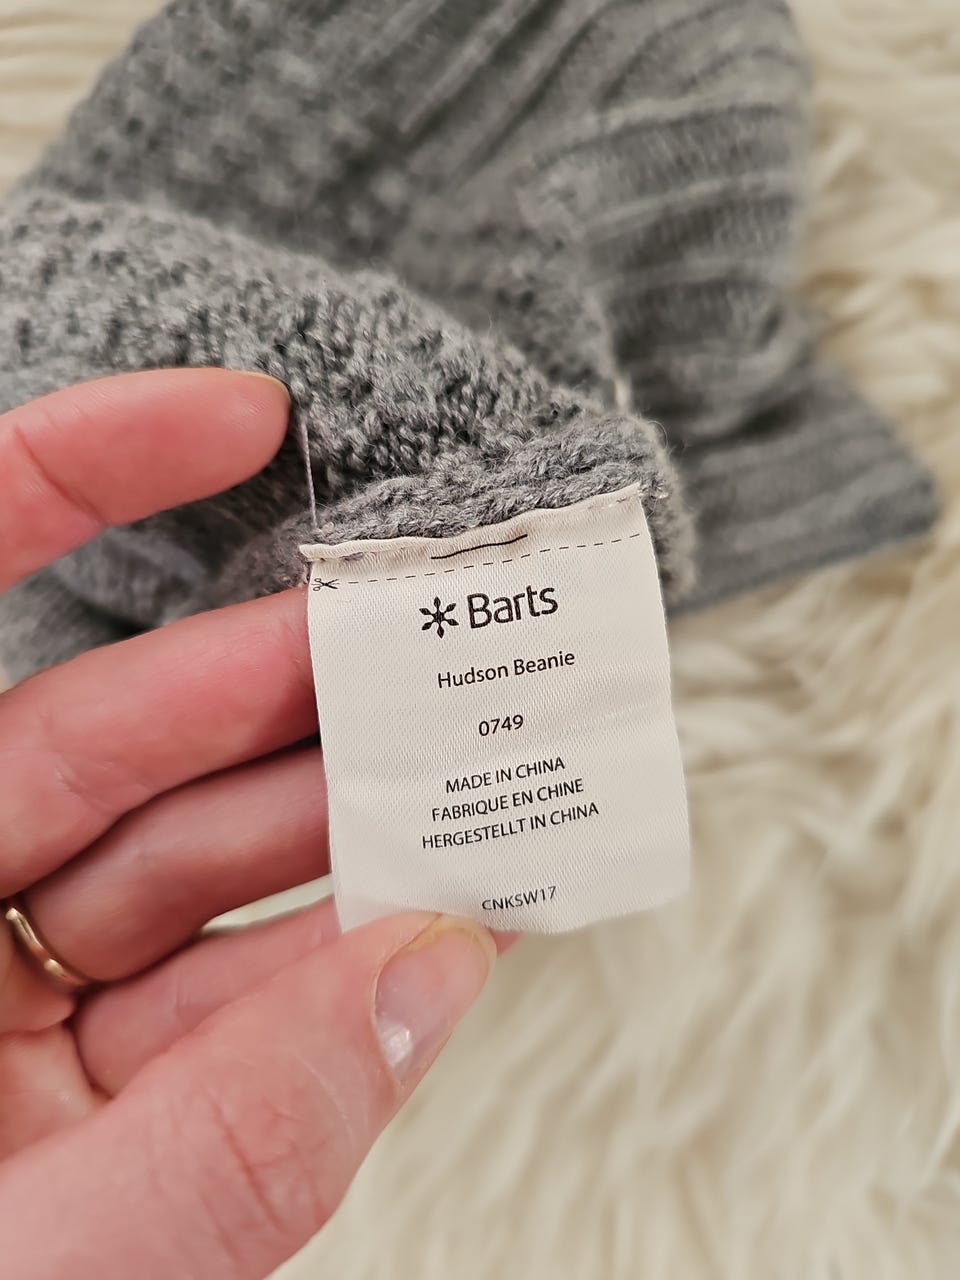 Barts
Hudson Beanie
0749
MADE IN CHINA
FABRIQUE EN CHINE
HERGESTELLT IN CHINA
CNKSW17